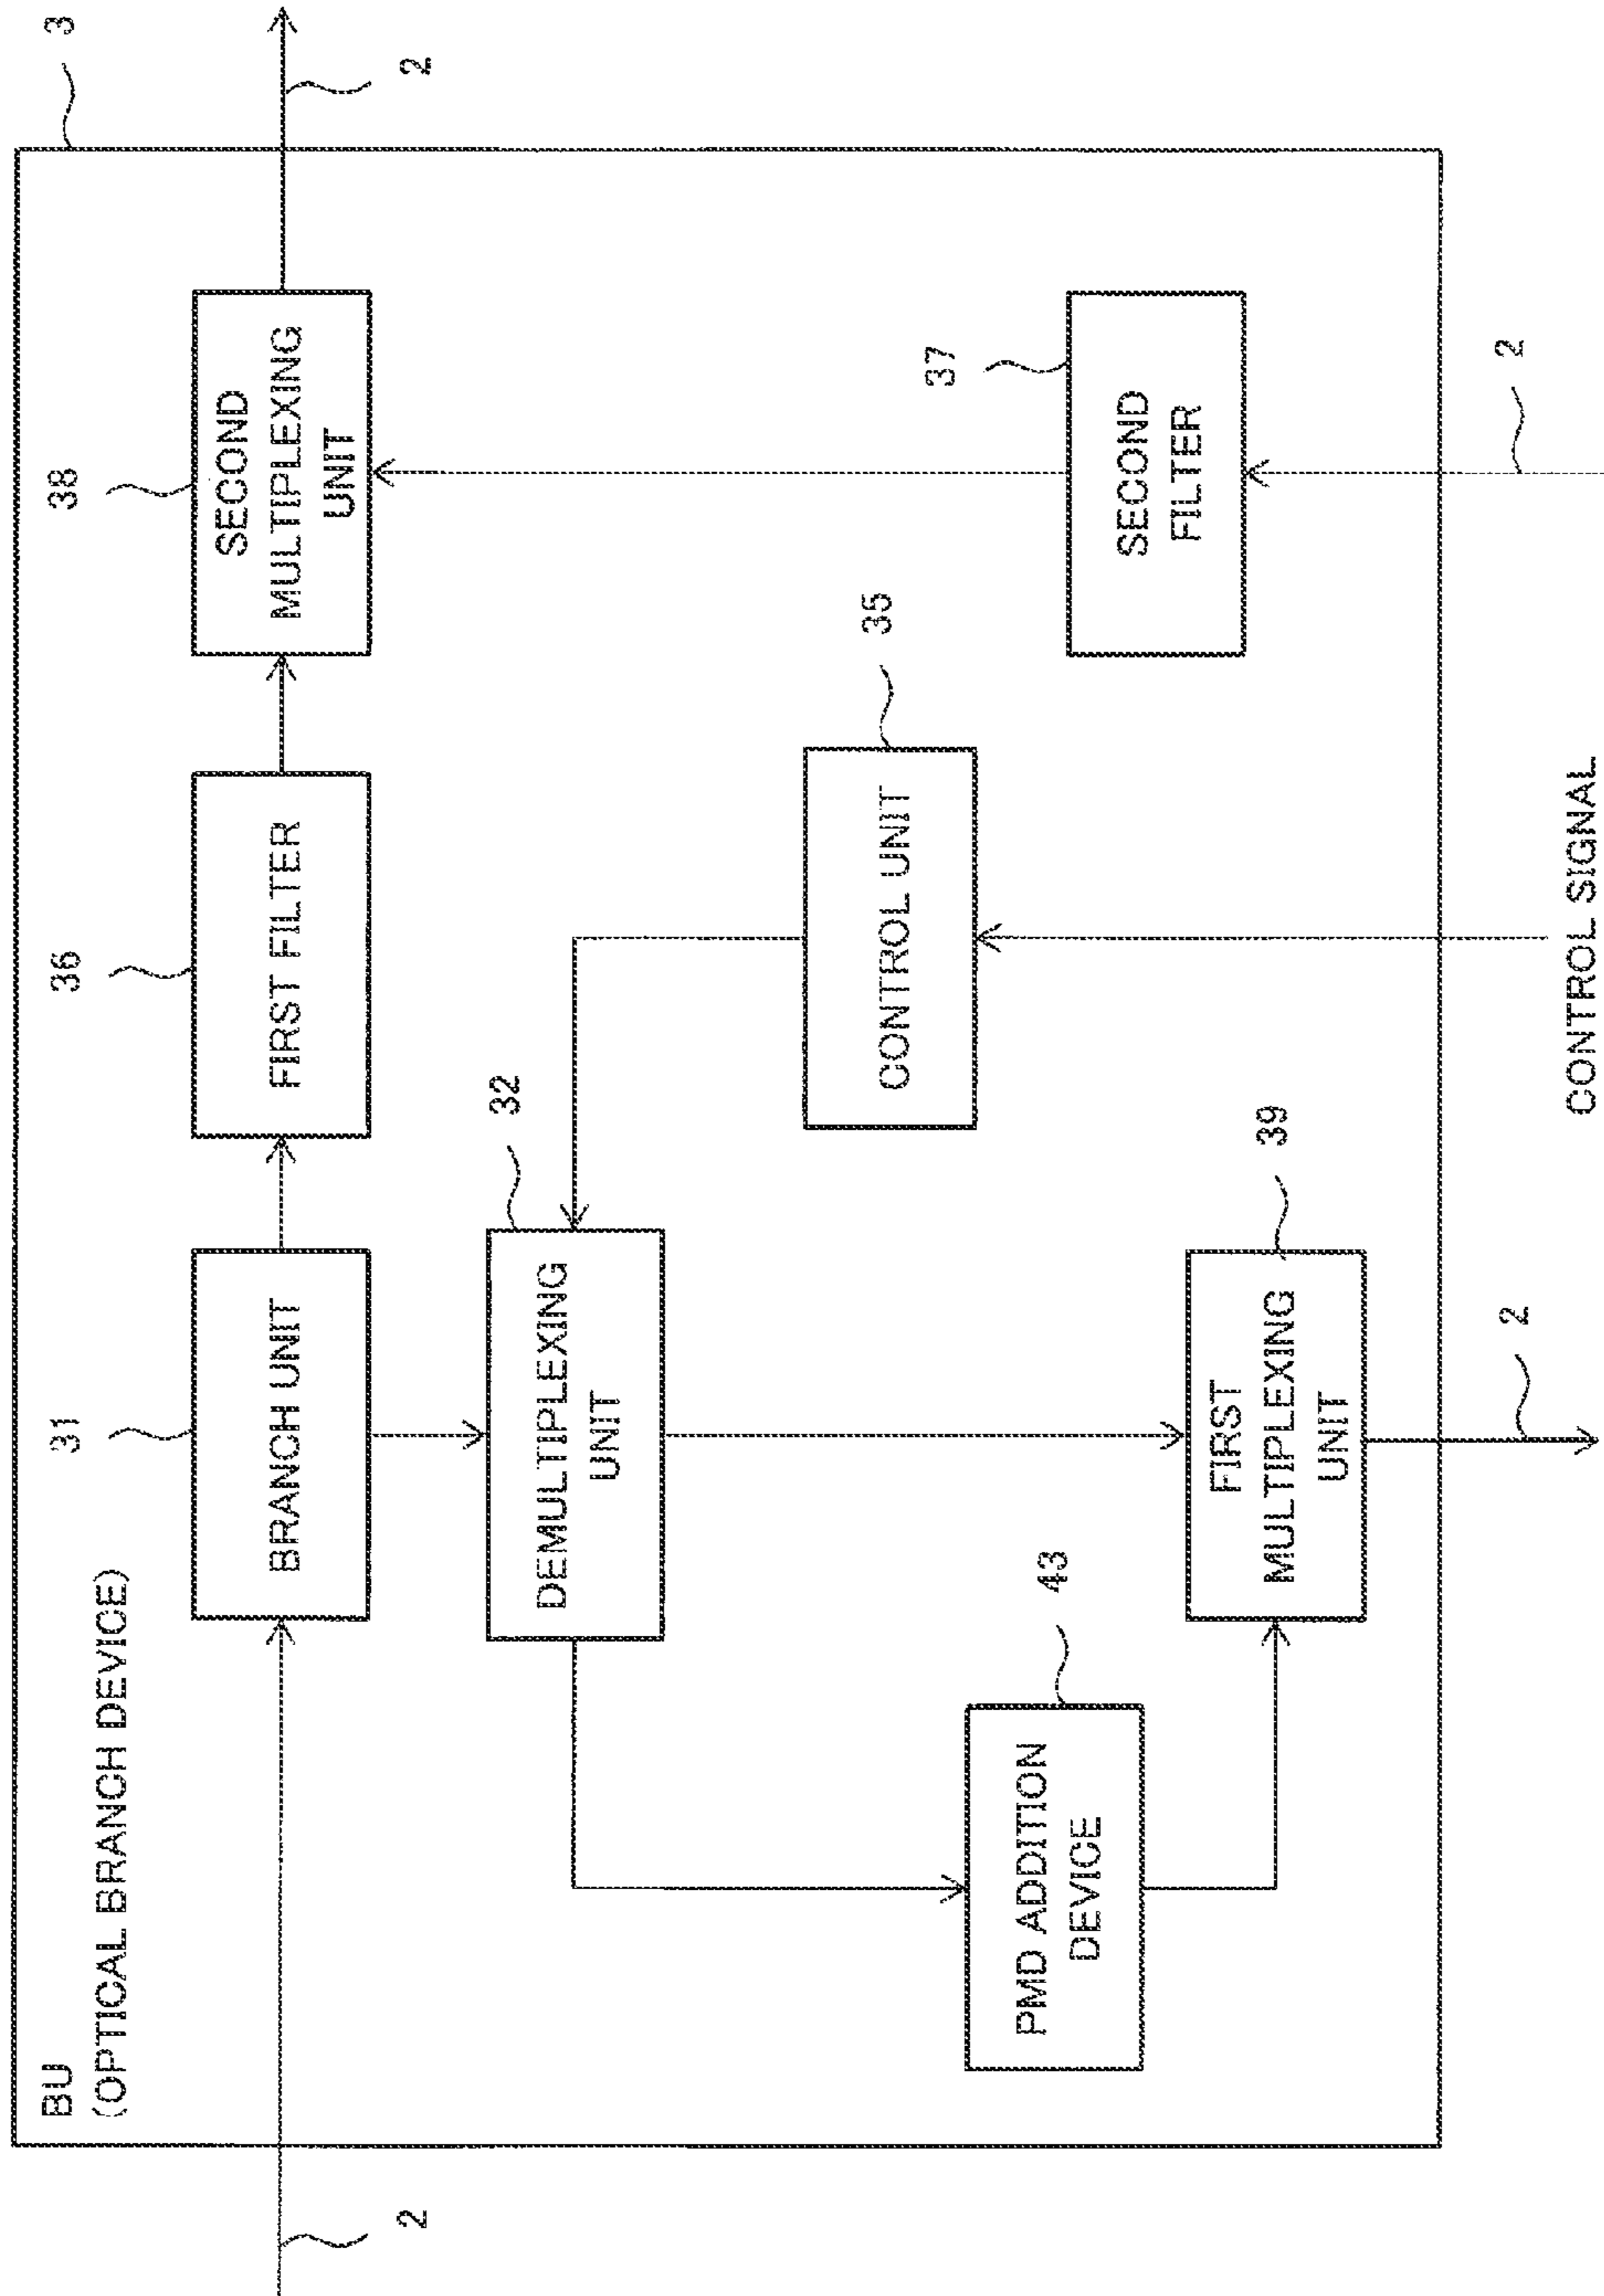 BU
(OPTICAL BRANCH DEVICE)
3
2
2
31
BRANCH UNIT
36
FIRST FILTER
38
SECOND
MULTIPLEXING
UNIT
32
DEMULTIPLEXING
UNIT
35
CONTROL UNIT
37
SECOND
FILTER
43
PMD ADDITION
DEVICE
39
FIRST
MULTIPLEXING
UNIT
2
CONTROL SIGNAL
2